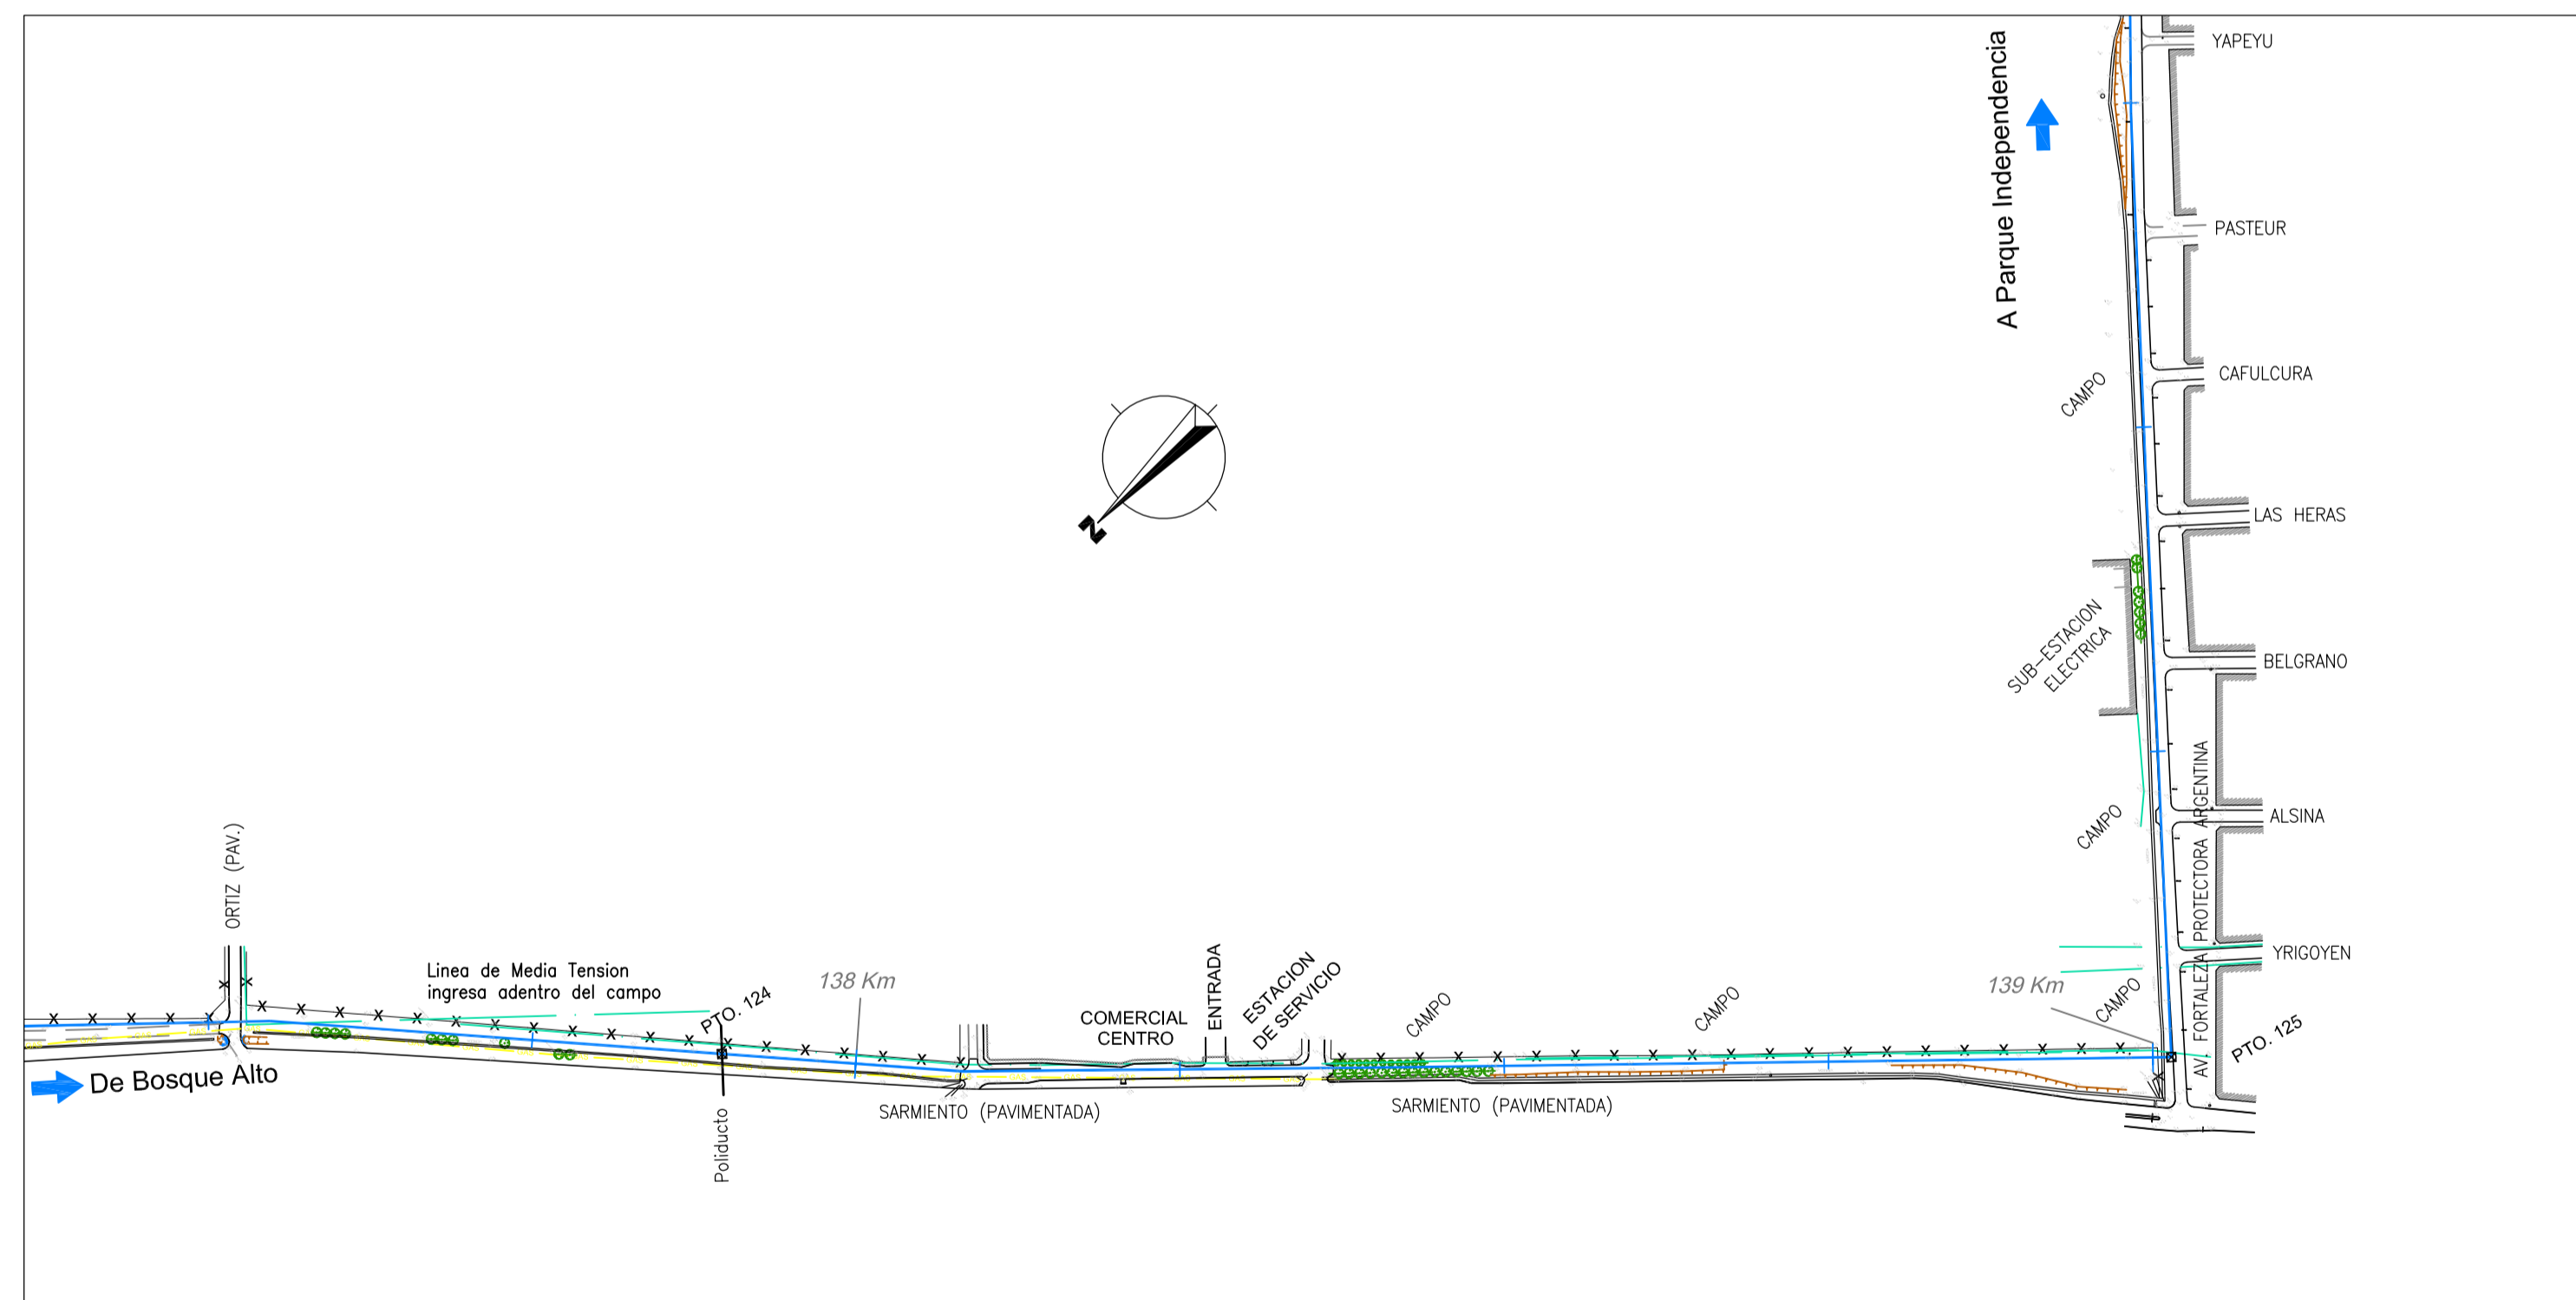 YAPEYU
A Parque Independencia
PASTEUR
CAFULCURA
CAMPO
LAS HERAS
N
SUB-ESTACION
ELECTRICA
BELGRANO
CAMPO
ALSINA
AV. FORTALEZA PROTECTORA ARGENTINA
YRIGOYEN
ORTIZ (PAV.)
Linea de Media Tension
ingresa adentro del campo
PTO. 124
138 Km
COMERCIAL
CENTRO
ENTRADA
ESTACION
DE SERVICIO
CAMPO
CAMPO
139 Km
CAMPO
PTO. 125
De Bosque Alto
Poliducto
SARMIENTO (PAVIMENTADA)
SARMIENTO (PAVIMENTADA)